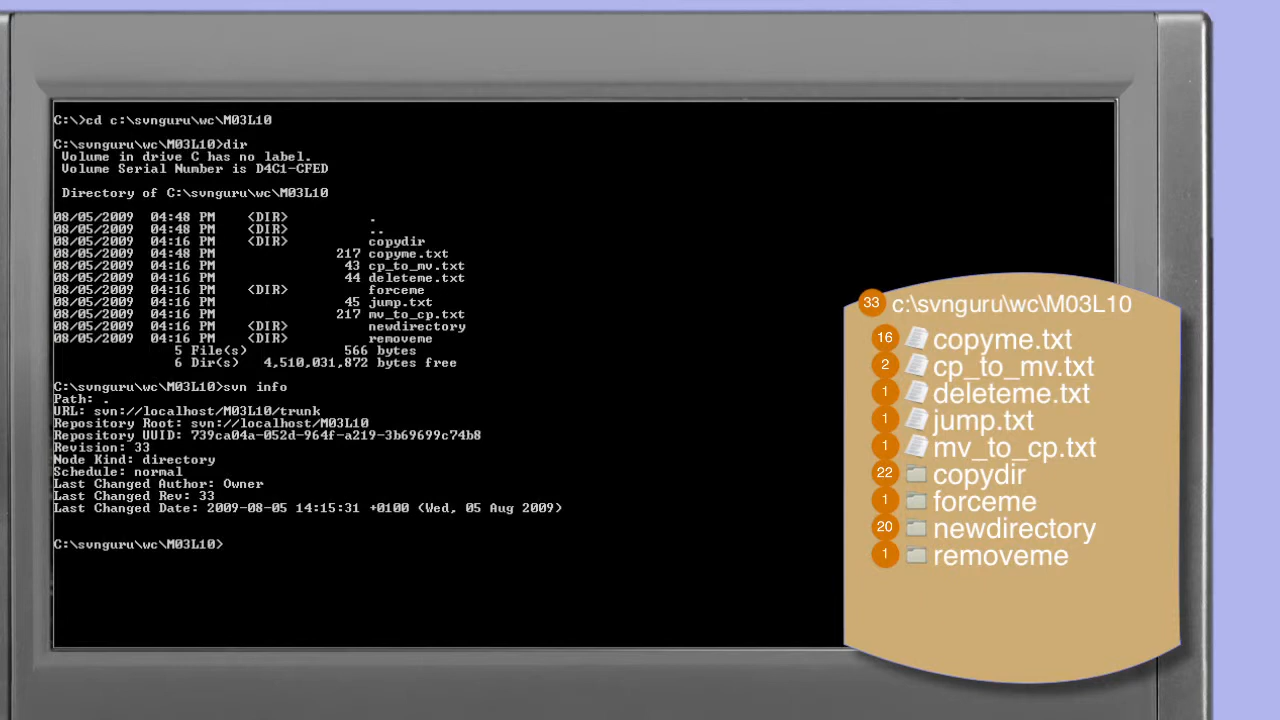 C:\>cd c:\svnguru\wc\M03L10
C:\svnguru\wc\M03L10>dir
Volume in drive C has no label.
Volume Serial Number is D4C1-CFED
Directory of C:\svnguru\wc\M03L10
08/05/2009 04:48 PM <DIR> .
08/05/2009 04:48 PM <DIR> ..
08/05/2009 04:16 PM <DIR> copydir
08/05/2009 04:48 PM 217 copyme.txt
08/05/2009 04:16 PM 43 cp_to_mv.txt
08/05/2009 04:16 PM 44 deleteme.txt
08/05/2009 04:16 PM <DIR> forceme
08/05/2009 04:16 PM 45 jump.txt
08/05/2009 04:16 PM 217 mv_to_cp.txt
08/05/2009 04:16 PM <DIR> newdirectory
08/05/2009 04:16 PM <DIR> removeme
5 File(s) 566 bytes
6 Dir(s) 4,510,031,872 bytes free
C:\svnguru\wc\M03L10>svn info
Path: .
URL: svn://localhost/M03L10/trunk
Repository Root: svn://localhost/M03L10
Repository UUID: 739ca04a-052d-964f-a219-3b69699c74b8
Revision: 33
Node Kind: directory
Schedule: normal
Last Changed Author: Owner
Last Changed Rev: 33
Last Changed Date: 2009-08-05 14:15:31 +0100 (Wed, 05 Aug 2009)
C:\svnguru\wc\M03L10>
33 c:\svnguru\wc\M03L10
16 copyme.txt
2 cp_to_mv.txt
1 deleteme.txt
1 jump.txt
1 mv_to_cp.txt
22 copydir
1 forceme
20 newdirectory
1 removeme